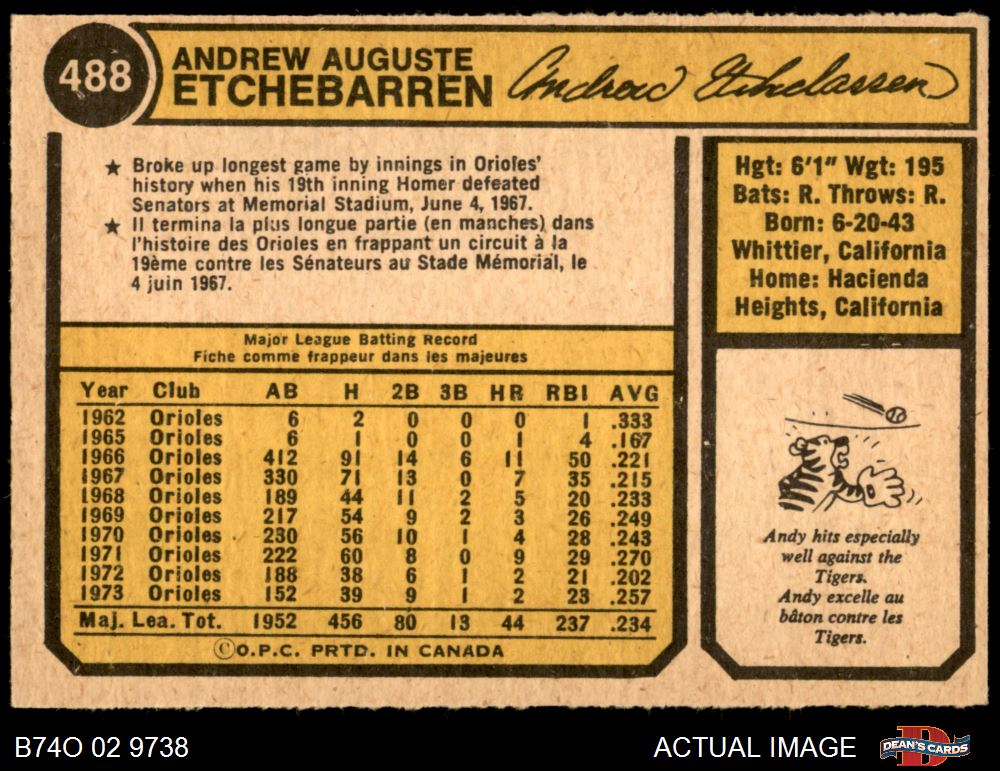 488
ANDREW AUGUSTE
ETCHEBARREN
Andrew Etchebarren
★ Broke up longest game by innings in Orioles'
history when his 19th inning Homer defeated
Senators at Memorial Stadium, June 4, 1967.
★ Il termina la plus longue partie (en manches) dans
l'histoire des Orioles en frappant un circuit à la
19ème contre les Sénateurs au Stade Mémorial, le
4 juin 1967.
Hgt: 6'1" Wgt: 195
Bats: R. Throws: R.
Born: 6-20-43
Whittier, California
Home: Hacienda
Heights, California
Major League Batting Record
Fiche comme frappeur dans les majeures
Year Club AB H 2B 3B HR RBI AVG
1962 Orioles 6 2 0 0 0 1 .333
1965 Orioles 6 1 0 0 1 4 .167
1966 Orioles 412 91 14 6 11 50 .221
1967 Orioles 330 71 13 0 7 35 .215
1968 Orioles 189 44 11 2 5 20 .233
1969 Orioles 217 54 9 2 3 26 .249
1970 Orioles 230 56 10 1 4 28 .243
1971 Orioles 222 60 8 0 9 29 .270
1972 Orioles 188 38 6 1 2 21 .202
1973 Orioles 152 39 9 1 2 23 .257
Maj. Lea. Tot. 1952 456 80 13 44 237 .234
©O.P.C. PRTD. IN CANADA
Andy hits especially
well against the
Tigers.
Andy excelle au
bâton contre les
Tigers.
B74O 02 9738
ACTUAL IMAGE
DEAN'S CARDS